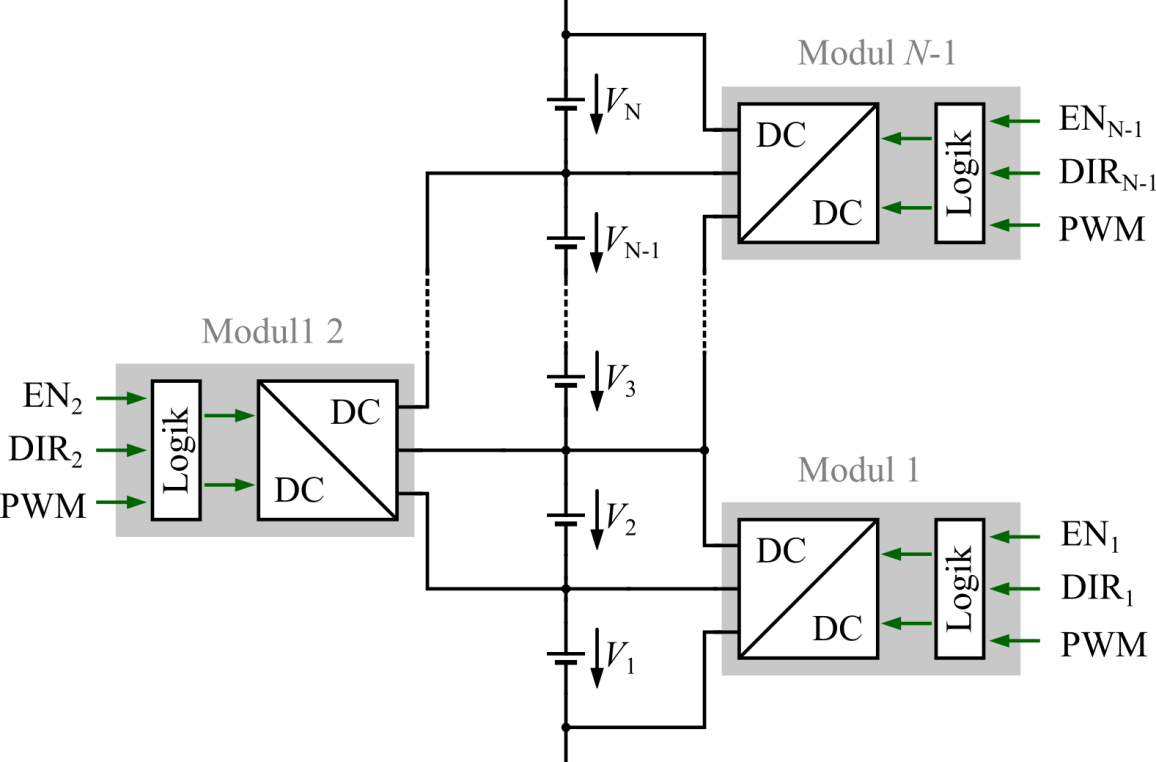 Modul N-1
V_N
DC
DC
Logik
EN_N-1
DIR_N-1
PWM
V_N-1
Modul1 2
EN_2
DIR_2
PWM
Logik
DC
DC
V_3
V_2
Modul 1
DC
DC
Logik
EN_1
DIR_1
PWM
V_1